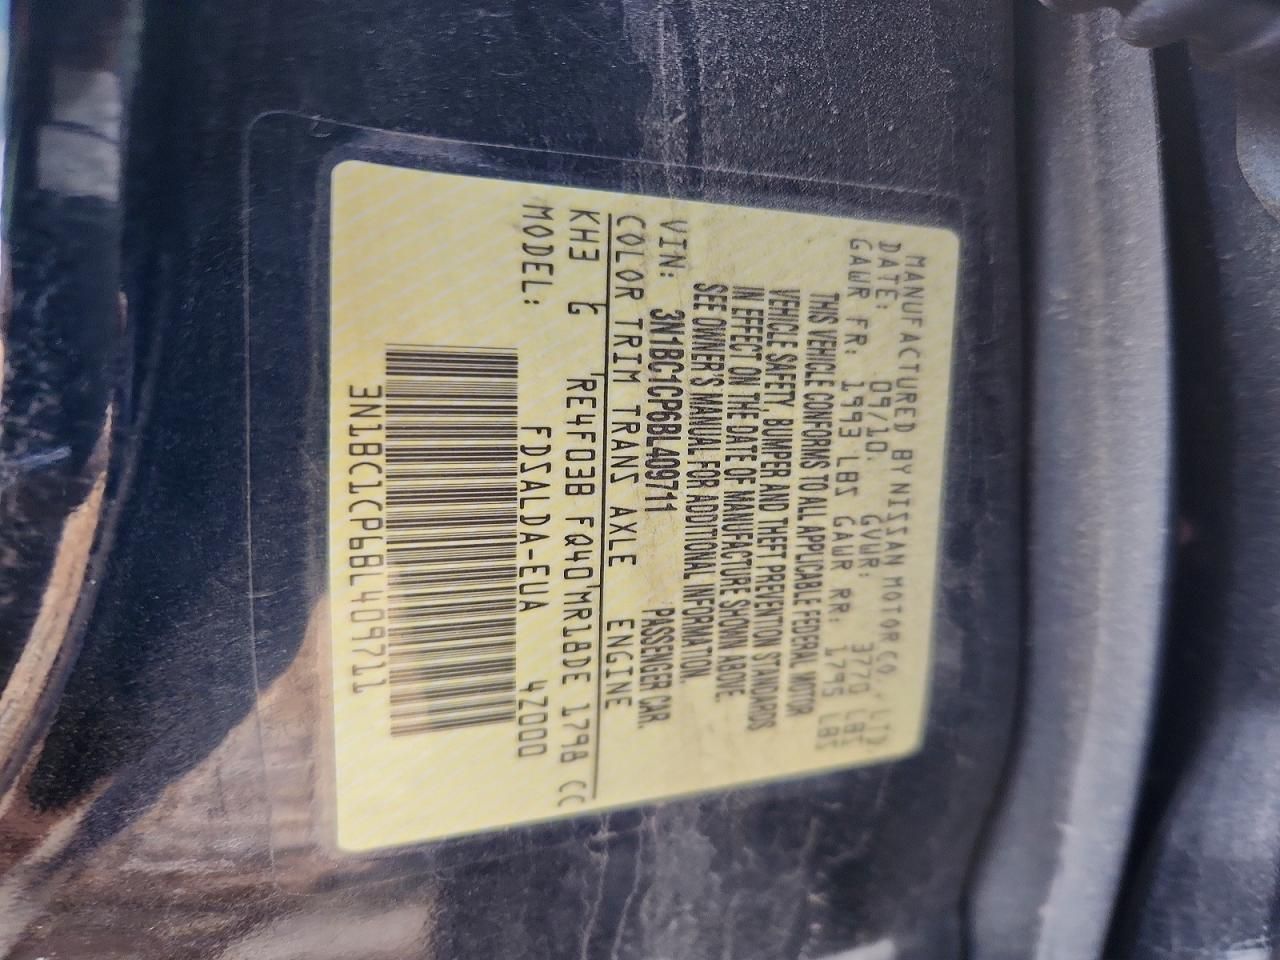 MANUFACTURED BY NISSAN MOTOR CO., LTD.
DATE: 09/10. GVWR: 3770 LBS
GAWR FR: 1993 LBS GAWR RR: 1795 LBS
THIS VEHICLE CONFORMS TO ALL APPLICABLE FEDERAL MOTOR
VEHICLE SAFETY, BUMPER AND THEFT PREVENTION STANDARDS
IN EFFECT ON THE DATE OF MANUFACTURE SHOWN ABOVE.
SEE OWNER'S MANUAL FOR ADDITIONAL INFORMATION.
VIN: 3N1BC1CP6BL409711 PASSENGER CAR.
COLOR TRIM TRANS AXLE ENGINE
KH3 G RE4F03B FQ40 MR18DE 1798 CC
MODEL: FDSALDA-EUA 4Z000
3N1BC1CP6BL409711